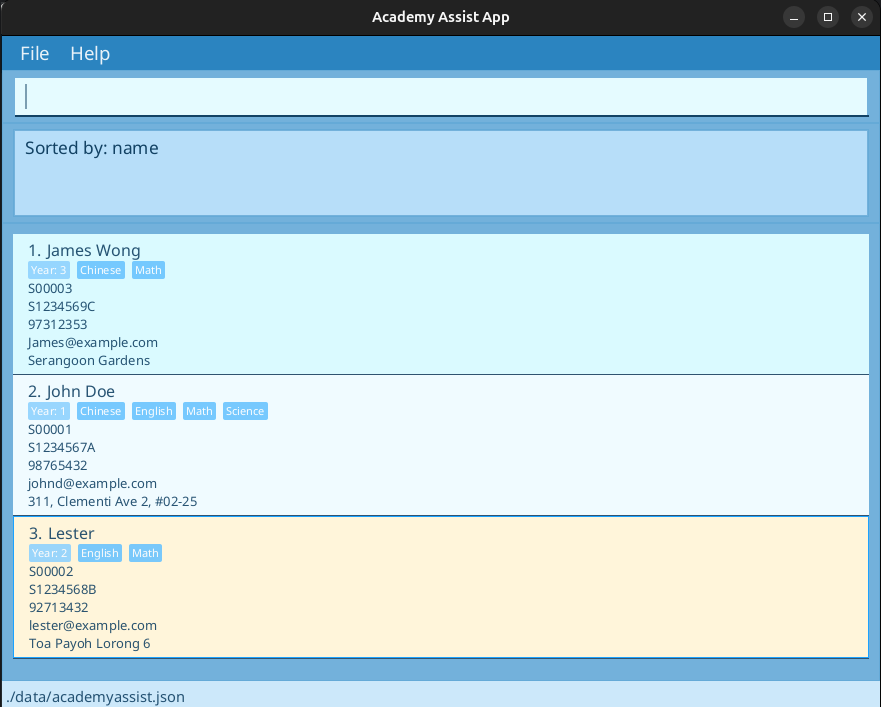 Academy Assist App
File Help
Sorted by: name
1. James Wong
Year: 3 Chinese Math
S00003
S1234569C
97312353
James@example.com
Serangoon Gardens
2. John Doe
Year: 1 Chinese English Math Science
S00001
S1234567A
98765432
johnd@example.com
311, Clementi Ave 2, #02-25
3. Lester
Year: 2 English Math
S00002
S1234568B
92713432
lester@example.com
Toa Payoh Lorong 6
./data/academyassist.json